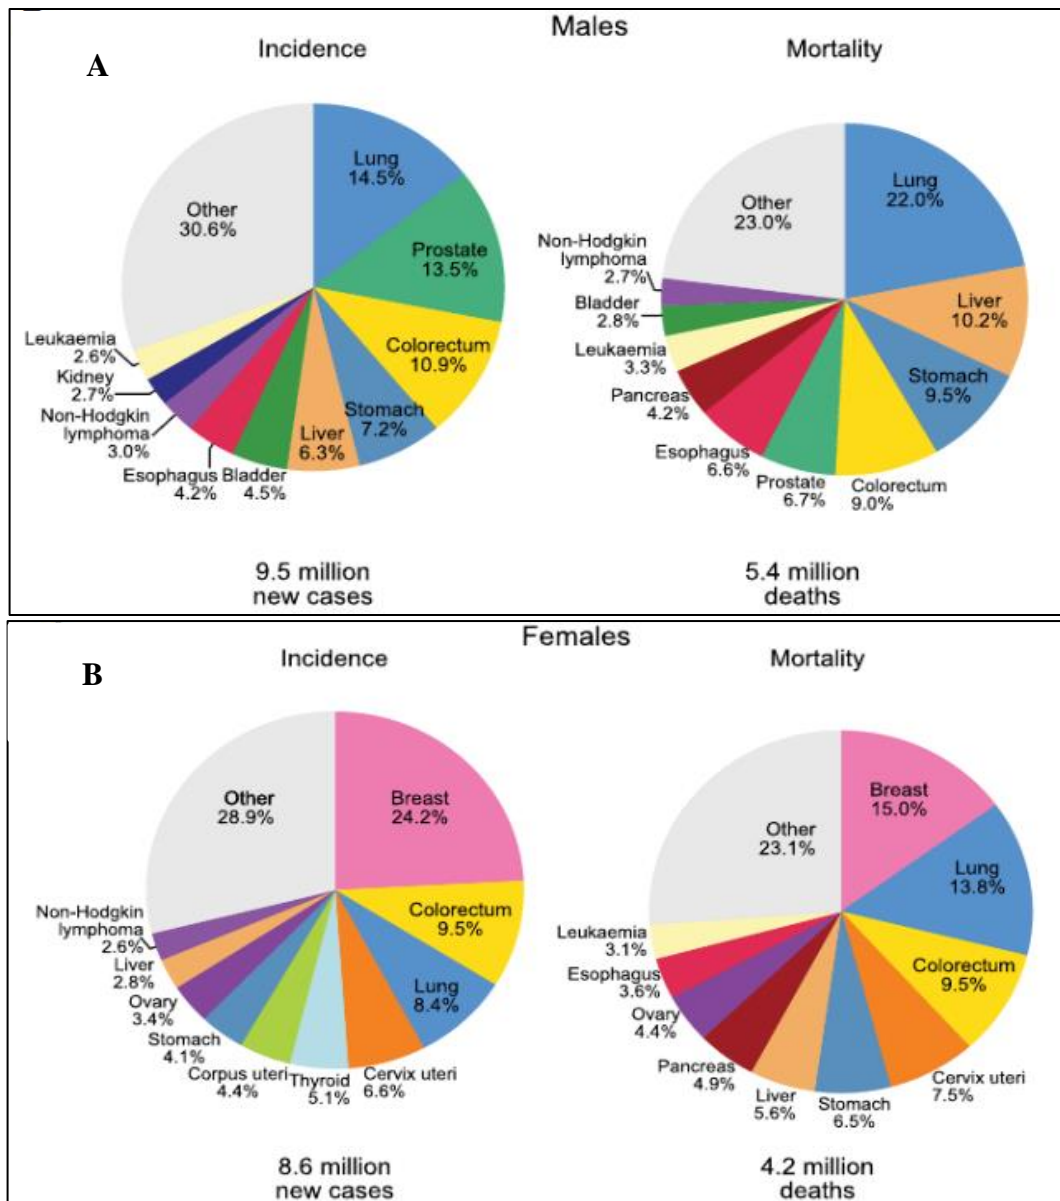 Males
A
Incidence
Mortality
Lung
14.5%
Prostate
13.5%
Colorectum
10.9%
Stomach
7.2%
Liver
6.3%
Bladder
4.5%
Esophagus
4.2%
Non-Hodgkin
lymphoma
3.0%
Kidney
2.7%
Leukaemia
2.6%
Other
30.6%
9.5 million
new cases
Lung
22.0%
Liver
10.2%
Stomach
9.5%
Colorectum
9.0%
Prostate
6.7%
Esophagus
6.6%
Pancreas
4.2%
Leukaemia
3.3%
Bladder
2.8%
Non-Hodgkin
lymphoma
2.7%
Other
23.0%
5.4 million
deaths
Females
B
Incidence
Mortality
Breast
24.2%
Colorectum
9.5%
Lung
8.4%
Cervix uteri
6.6%
Thyroid
5.1%
Corpus uteri
4.4%
Stomach
4.1%
Ovary
3.4%
Liver
2.8%
Non-Hodgkin
lymphoma
2.6%
Other
28.9%
8.6 million
new cases
Breast
15.0%
Lung
13.8%
Colorectum
9.5%
Cervix uteri
7.5%
Stomach
6.5%
Liver
5.6%
Pancreas
4.9%
Ovary
4.4%
Esophagus
3.6%
Leukaemia
3.1%
Other
23.1%
4.2 million
deaths